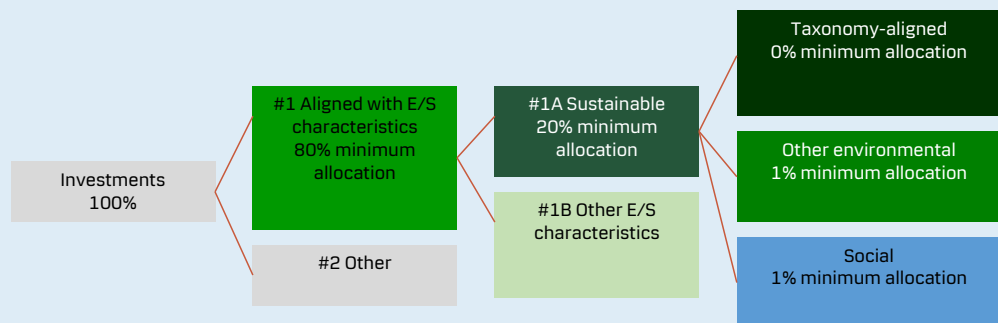 Investments
100%
#1 Aligned with E/S
characteristics
80% minimum
allocation
#2 Other
#1A Sustainable
20% minimum
allocation
#1B Other E/S
characteristics
Taxonomy-aligned
0% minimum allocation
Other environmental
1% minimum allocation
Social
1% minimum allocation